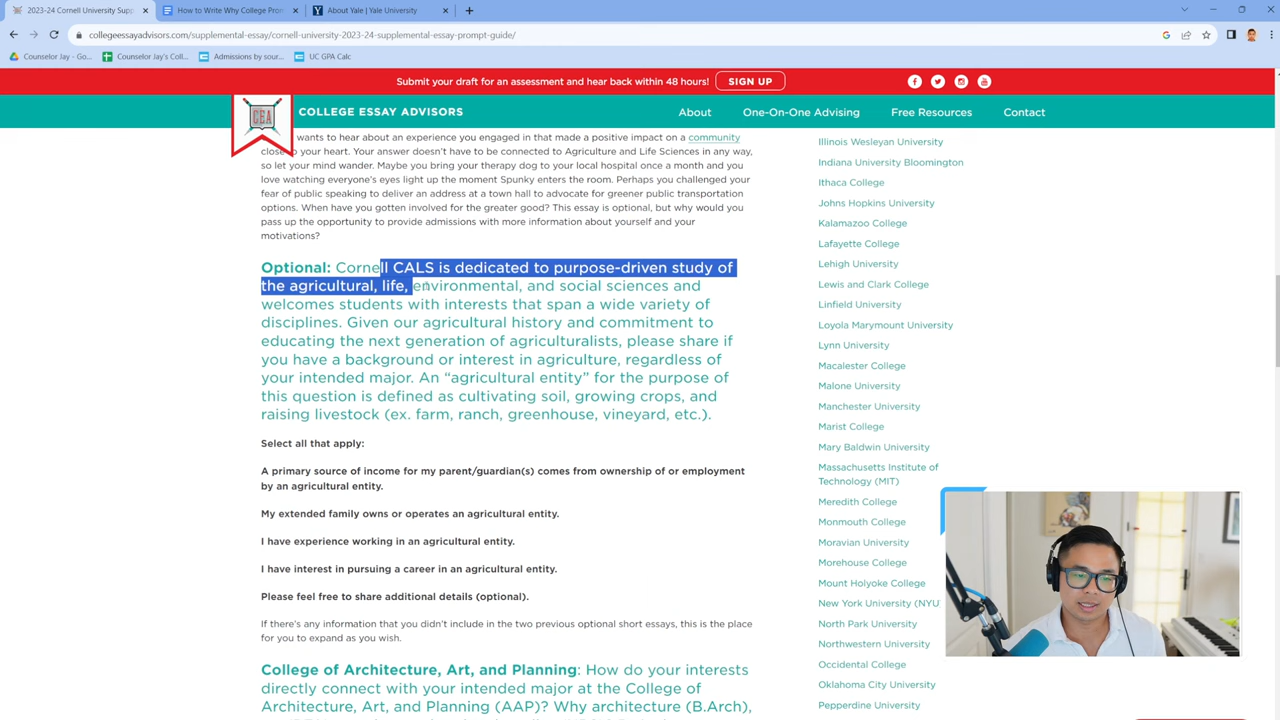 2023-24 Cornell University Supp
How to Write Why College Prom
About Yale | Yale University
collegeessayadvisors.com/supplemental-essay/cornell-university-2023-24-supplemental-essay-prompt-guide/
Counselor Jay - Go...
Counselor Jay's Coll...
Admissions by sour...
UC GPA Calc
Submit your draft for an assessment and hear back within 48 hours!
SIGN UP
CEA
COLLEGE ESSAY ADVISORS
About
One-On-One Advising
Free Resources
Contact
wants to hear about an experience you engaged in that made a positive impact on a community
close to your heart. Your answer doesn't have to be connected to Agriculture and Life Sciences in any way,
so let your mind wander. Maybe you bring your therapy dog to your local hospital once a month and you
love watching everyone's eyes light up the moment Spunky enters the room. Perhaps you challenged your
fear of public speaking to deliver an address at a town hall to advocate for greener public transportation
options. When have you gotten involved for the greater good? This essay is optional, but why would you
pass up the opportunity to provide admissions with more information about yourself and your
motivations?
Optional: Cornell CALS is dedicated to purpose-driven study of
the agricultural, life, environmental, and social sciences and
welcomes students with interests that span a wide variety of
disciplines. Given our agricultural history and commitment to
educating the next generation of agriculturalists, please share if
you have a background or interest in agriculture, regardless of
your intended major. An “agricultural entity” for the purpose of
this question is defined as cultivating soil, growing crops, and
raising livestock (ex. farm, ranch, greenhouse, vineyard, etc.).
Select all that apply:
A primary source of income for my parent/guardian(s) comes from ownership of or employment
by an agricultural entity.
My extended family owns or operates an agricultural entity.
I have experience working in an agricultural entity.
I have interest in pursuing a career in an agricultural entity.
Please feel free to share additional details (optional).
If there's any information that you didn't include in the two previous optional short essays, this is the place
for you to expand as you wish.
College of Architecture, Art, and Planning: How do your interests
directly connect with your intended major at the College of
Architecture, Art, and Planning (AAP)? Why architecture (B.Arch),
Illinois Wesleyan University
Indiana University Bloomington
Ithaca College
Johns Hopkins University
Kalamazoo College
Lafayette College
Lehigh University
Lewis and Clark College
Linfield University
Loyola Marymount University
Lynn University
Macalester College
Malone University
Manchester University
Marist College
Mary Baldwin University
Massachusetts Institute of
Technology (MIT)
Meredith College
Monmouth College
Moravian University
Morehouse College
Mount Holyoke College
New York University (NYU
North Park University
Northwestern University
Occidental College
Oklahoma City University
Pepperdine University